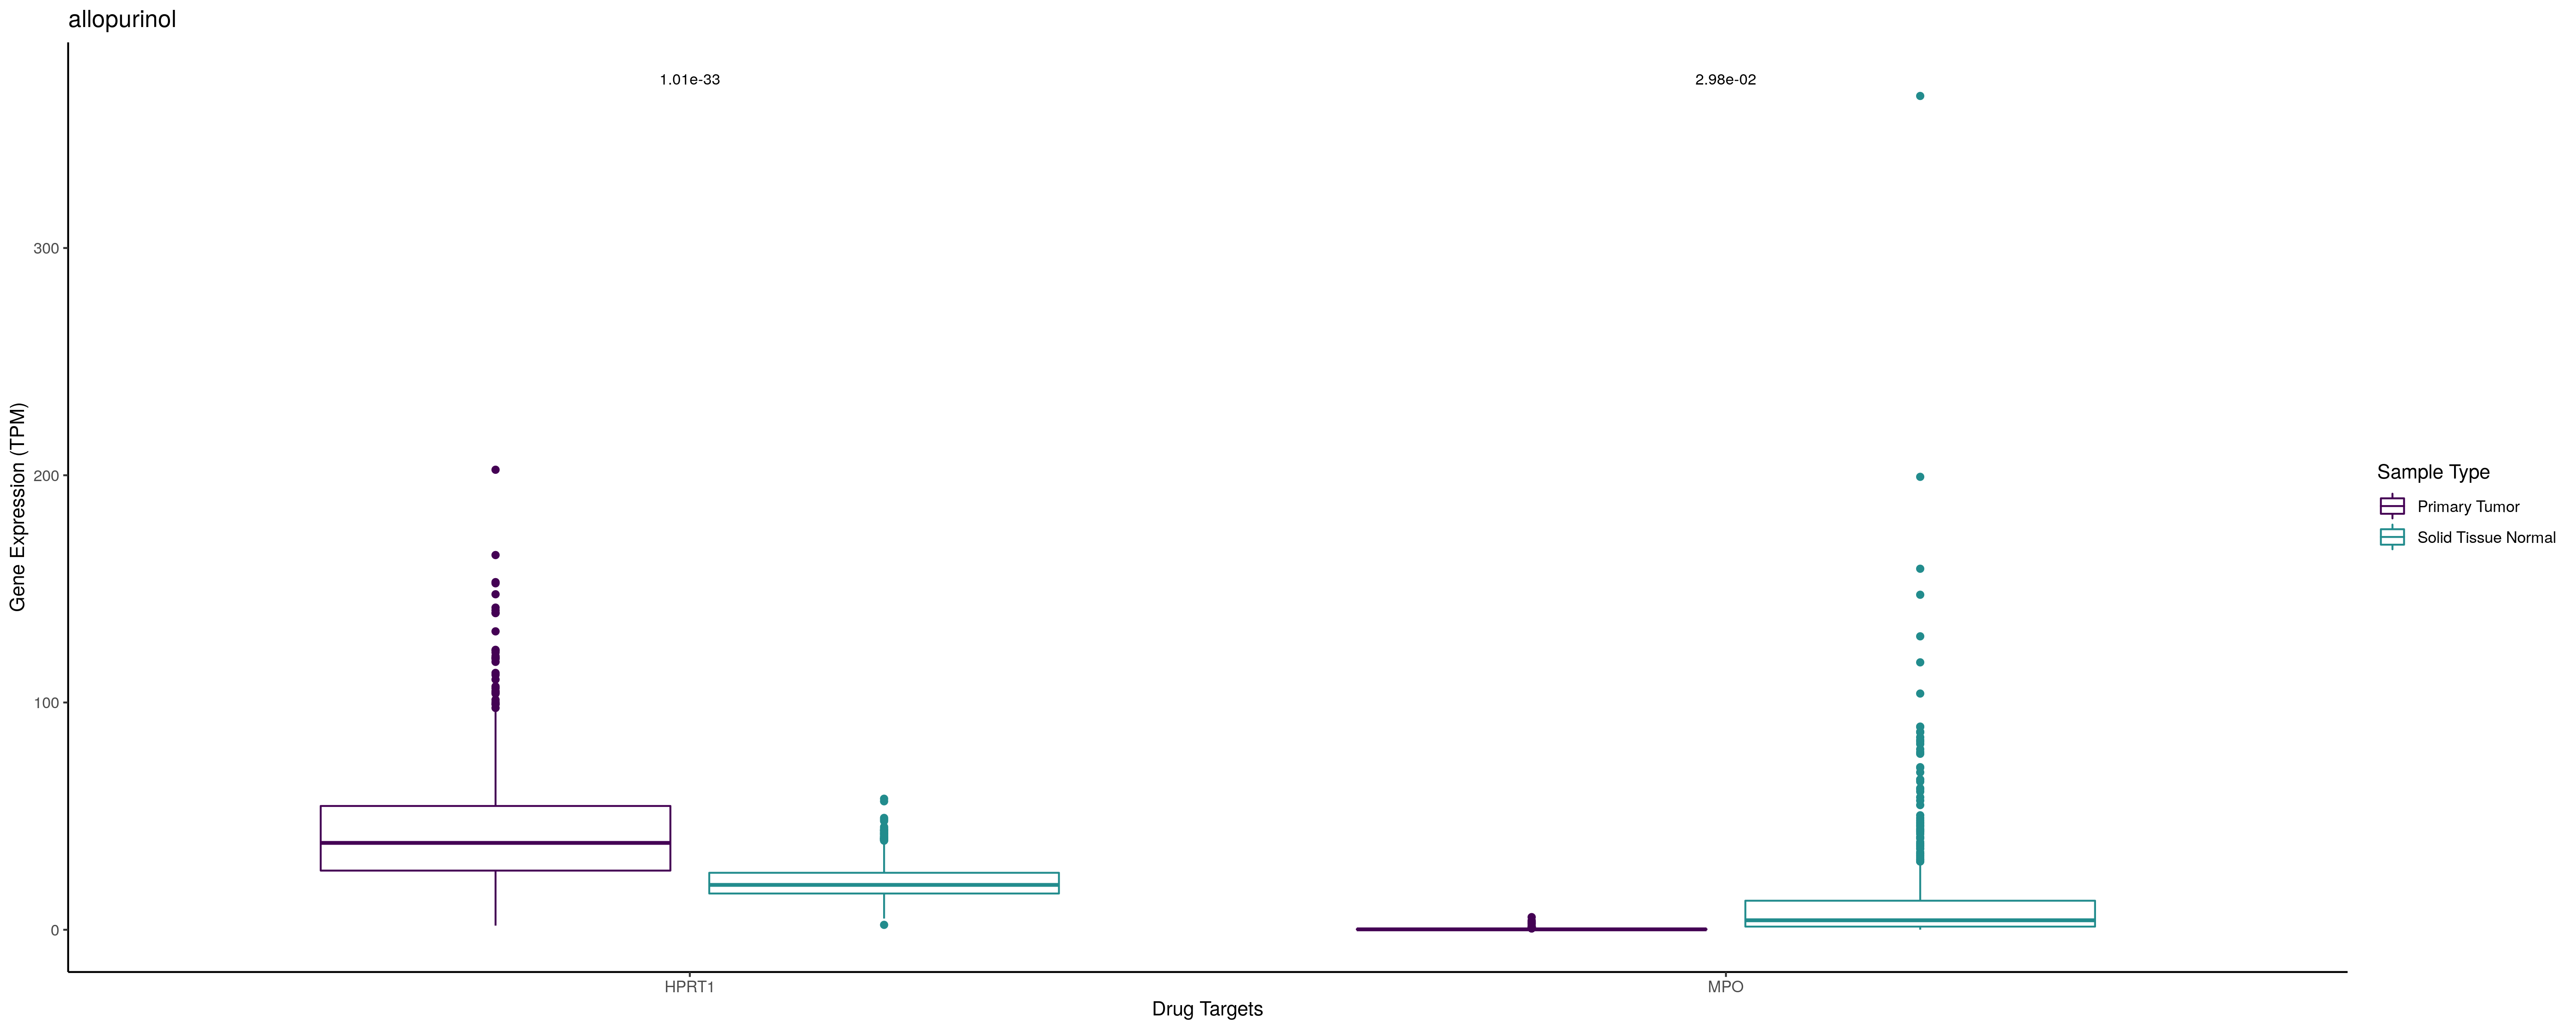 allopurinol
1.01e-33
2.98e-02
300
200
100
0
Gene Expression (TPM)
HPRT1
MPO
Drug Targets
Sample Type
Primary Tumor
Solid Tissue Normal